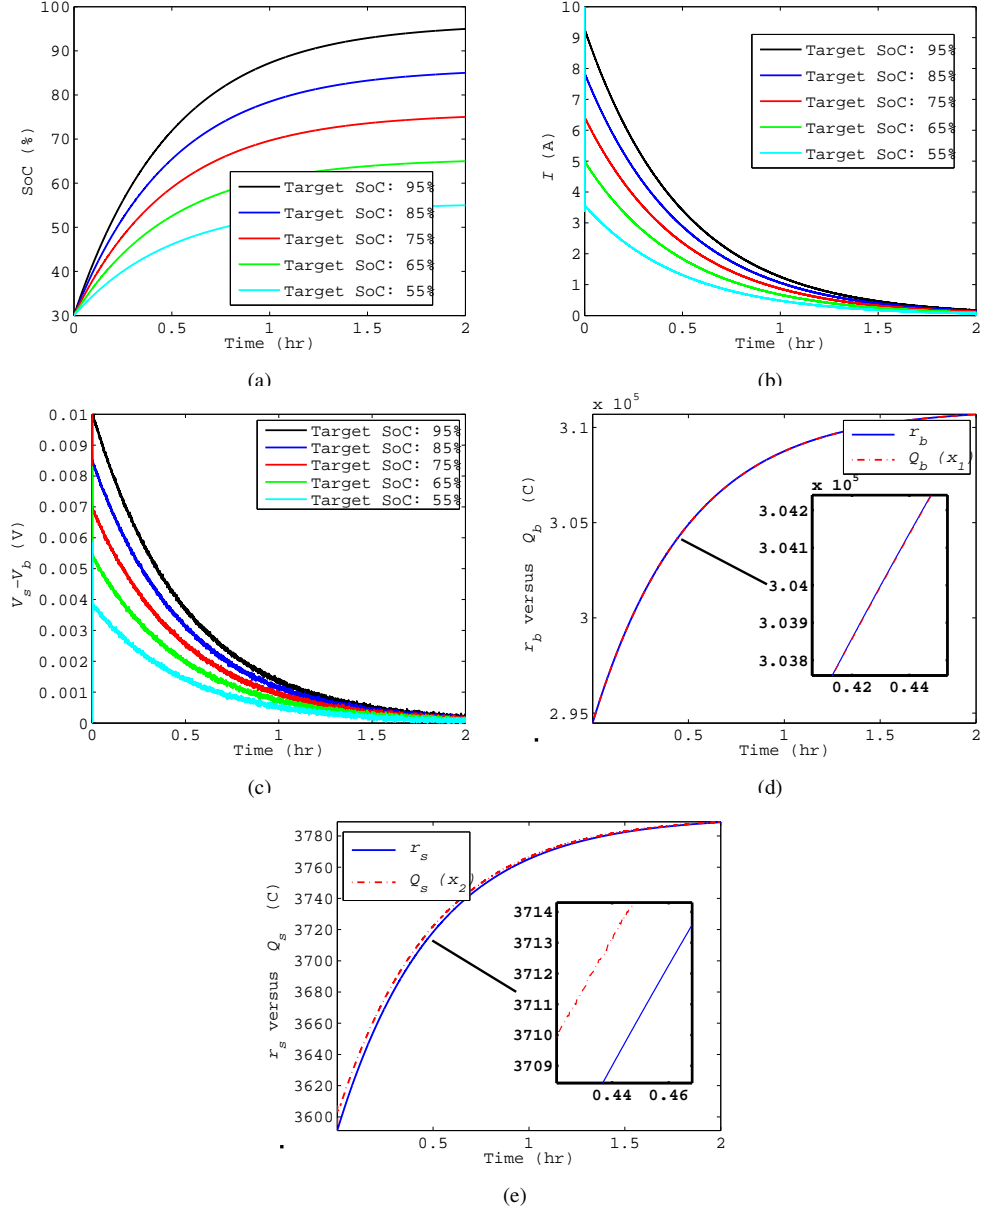 100
90
80
70
60
50
40
30
SoC (%)
Target SoC: 95%
Target SoC: 85%
Target SoC: 75%
Target SoC: 65%
Target SoC: 55%
0 0.5 1 1.5 2
Time (hr)
(a)
10
9
8
7
6
5
4
3
2
1
0
I (A)
Target SoC: 95%
Target SoC: 85%
Target SoC: 75%
Target SoC: 65%
Target SoC: 55%
0 0.5 1 1.5 2
Time (hr)
(b)
0.01
0.009
0.008
0.007
0.006
0.005
0.004
0.003
0.002
0.001
0
V_s-V_b (V)
Target SoC: 95%
Target SoC: 85%
Target SoC: 75%
Target SoC: 65%
Target SoC: 55%
0 0.5 1 1.5 2
Time (hr)
(c)
x 10^5
3.1
3.05
3
2.95
r_b versus Q_b (C)
r_b
Q_b (x_1)
x 10^5
3.042
3.041
3.04
3.039
3.038
0.42 0.44
0.5 1 1.5 2
Time (hr)
(d)
3780
3760
3740
3720
3700
3680
3660
3640
3620
3600
r_s versus Q_s (C)
r_s
Q_s (x_2)
3714
3713
3712
3711
3710
3709
0.44 0.46
0.5 1 1.5 2
Time (hr)
(e)